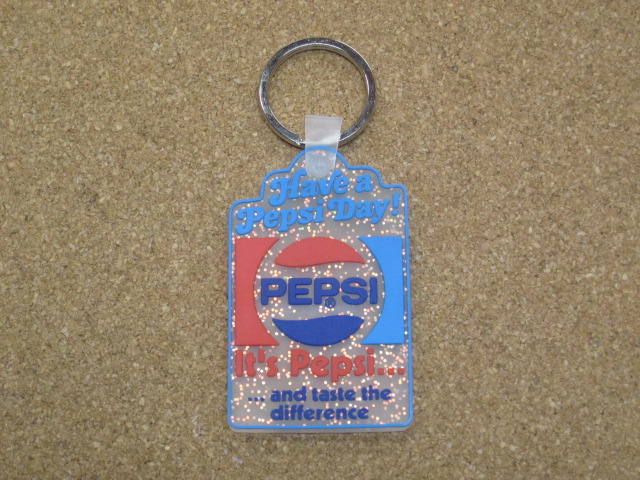 Have a
Pepsi Day!
PEPSI
®
It's Pepsi...
... and taste the
difference